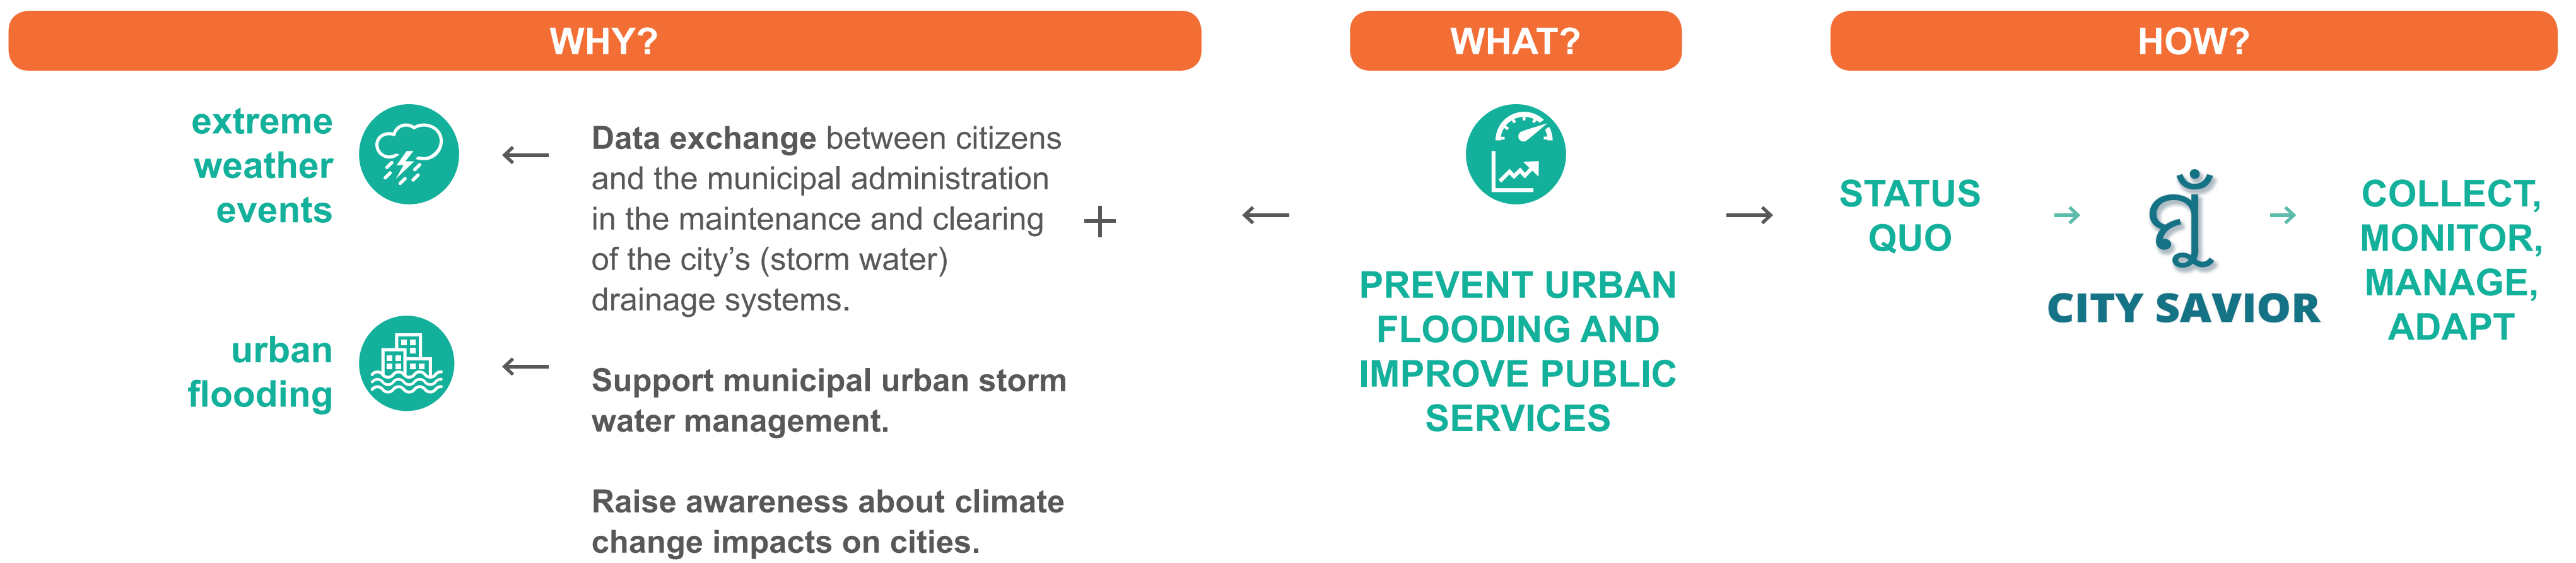 WHY?
extreme
weather
events
urban
flooding
Data exchange between citizens
and the municipal administration
in the maintenance and clearing
of the city’s (storm water)
drainage systems.
Support municipal urban storm
water management.
Raise awareness about climate
change impacts on cities.
+
WHAT?
PREVENT URBAN
FLOODING AND
IMPROVE PUBLIC
SERVICES
HOW?
STATUS
QUO
CITY SAVIOR
COLLECT,
MONITOR,
MANAGE,
ADAPT